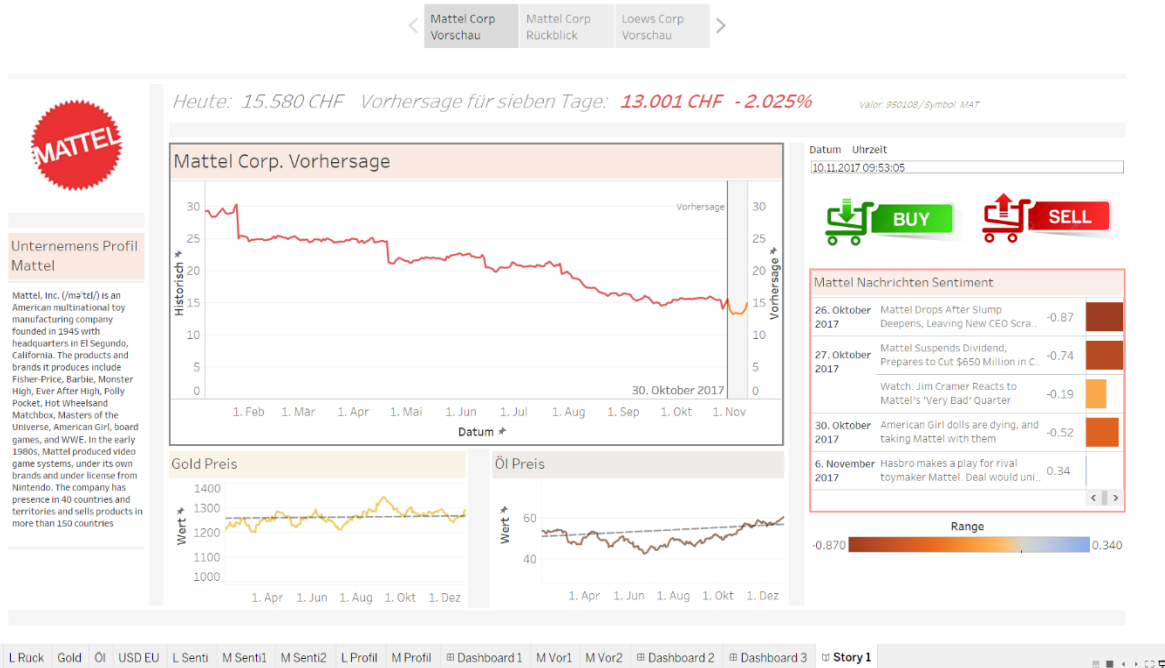 Mattel Corp
Vorschau
Mattel Corp
Rückblick
Loews Corp
Vorschau
Heute: 15.580 CHF Vorhersage für sieben Tage: 13.001 CHF - 2.025%
Valor: 950108 / Symbol: MAT
MATTEL
Unternemens Profil
Mattel
Mattel, Inc. (/məˈtɛl/) is an
American multinational toy
manufacturing company
founded in 1945 with
headquarters in El Segundo,
California. The products and
brands it produces include
Fisher-Price, Barbie, Monster
High, Ever After High, Polly
Pocket, Hot Wheelsand
Matchbox, Masters of the
Universe, American Girl, board
games, and WWE. In the early
1980s, Mattel produced video
game systems, under its own
brands and under license from
Nintendo. The company has
presence in 40 countries and
territories and sells products in
more than 150 countries
Mattel Corp. Vorhersage
Vorhersage
30
25
20
15
10
5
0
Historisch
30
25
20
15
10
5
0
Vorhersage
30. Oktober 2017
1. Feb 1. Mär 1. Apr 1. Mai 1. Jun 1. Jul 1. Aug 1. Sep 1. Okt 1. Nov
Datum
Gold Preis
1400
1300
1200
1100
1000
Wert
1. Apr 1. Jun 1. Aug 1. Okt 1. Dez
Öl Preis
60
40
Wert
1. Apr 1. Jun 1. Aug 1. Okt 1. Dez
Datum Uhrzeit
10.11.2017 09:53:05
BUY
SELL
Mattel Nachrichten Sentiment
26. Oktober 2017 Mattel Drops After Slump
Deepens, Leaving New CEO Scra.. -0.87
27. Oktober 2017 Mattel Suspends Dividend,
Prepares to Cut $650 Million in C.. -0.74
Watch: Jim Cramer Reacts to
Mattel's 'Very Bad' Quarter -0.19
30. Oktober 2017 American Girl dolls are dying, and
taking Mattel with them -0.52
6. November 2017 Hasbro makes a play for rival
toymaker Mattel. Deal would uni.. 0.34
Range
-0.870 0.340
L Rück Gold Öl USD EU L Senti M Senti1 M Senti2 L Profil M Profil Dashboard 1 M Vor1 M Vor2 Dashboard 2 Dashboard 3 Story 1